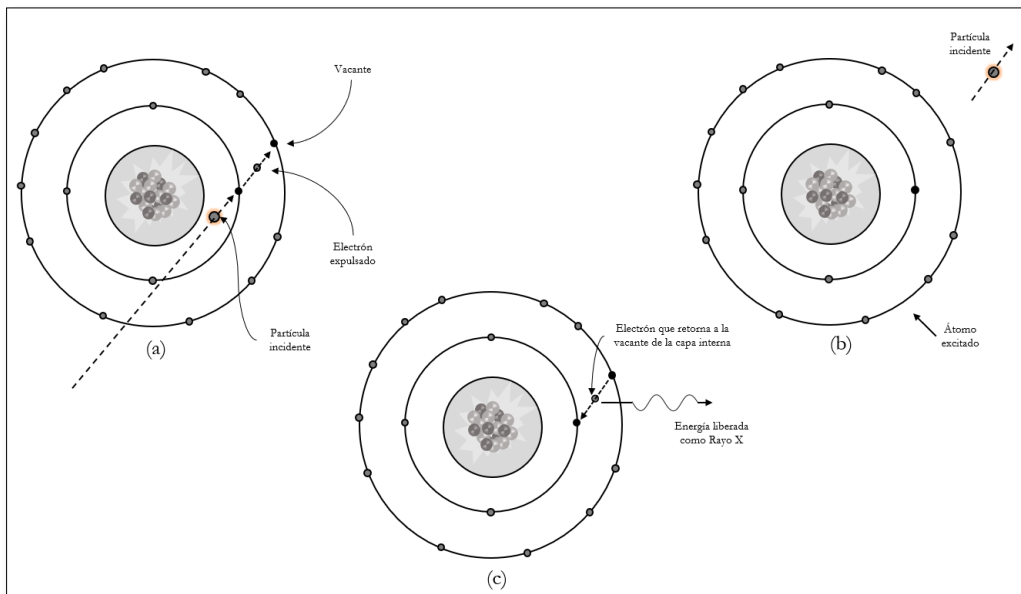 Vacante
Electrón
expulsado
Partícula
incidente
(a)
Partícula
incidente
Átomo
excitado
(b)
Electrón que retorna a la
vacante de la capa interna
Energía liberada
como Rayo X
(c)